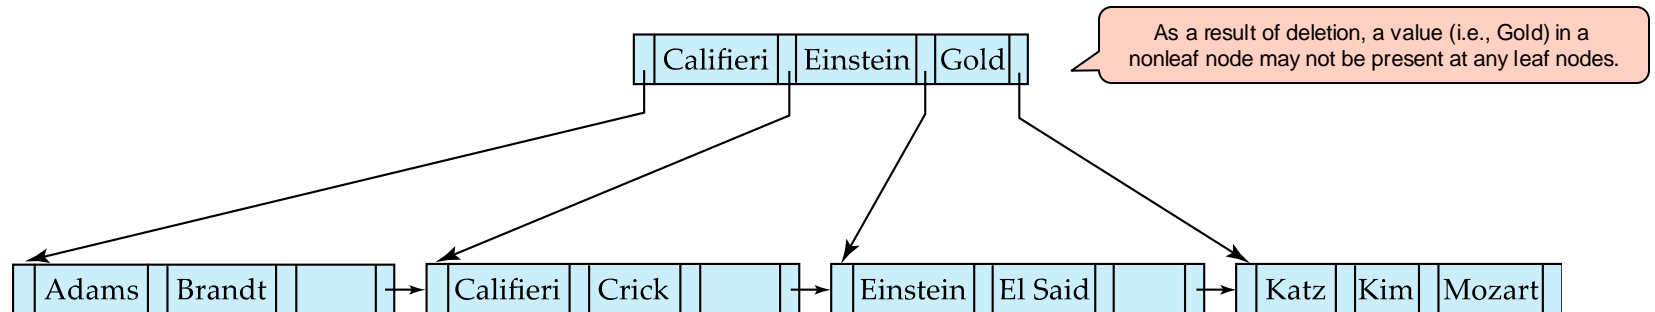 As a result of deletion, a value (i.e., Gold) in a
nonleaf node may not be present at any leaf nodes.
Califieri Einstein Gold
Adams Brandt Califieri Crick Einstein El Said Katz Kim Mozart